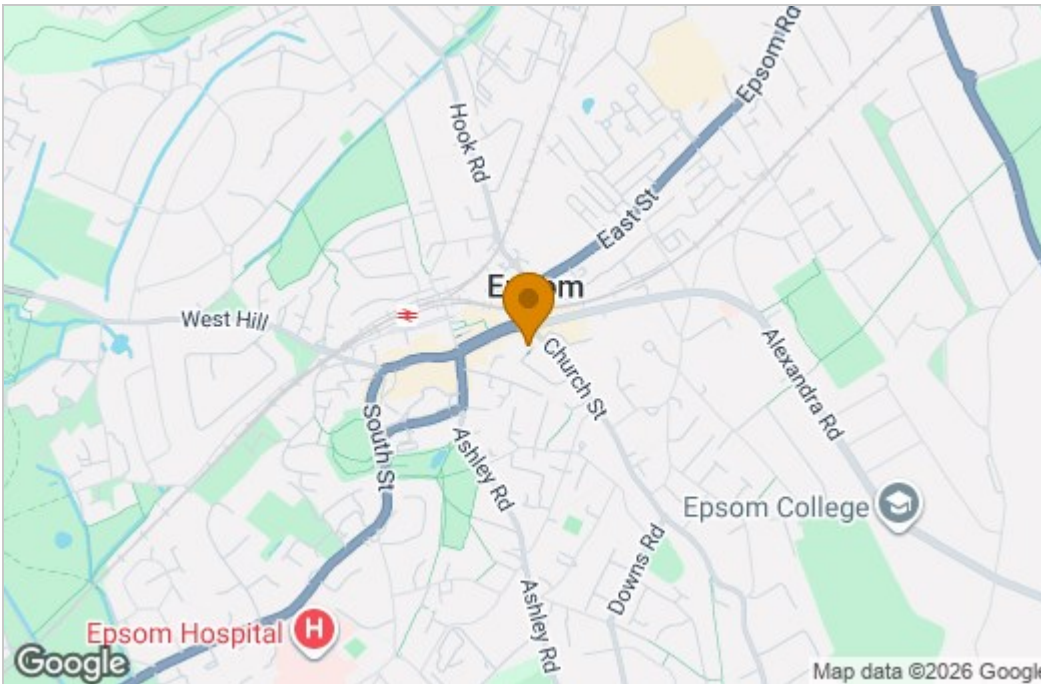 Epsom Rd
Hook Rd
East St
Epsom
West Hill
Church St
Alexandra Rd
South St
Ashley Rd
Epsom College
Downs Rd
Ashley Rd
Epsom Hospital
H
Google
Map data ©2026 Google